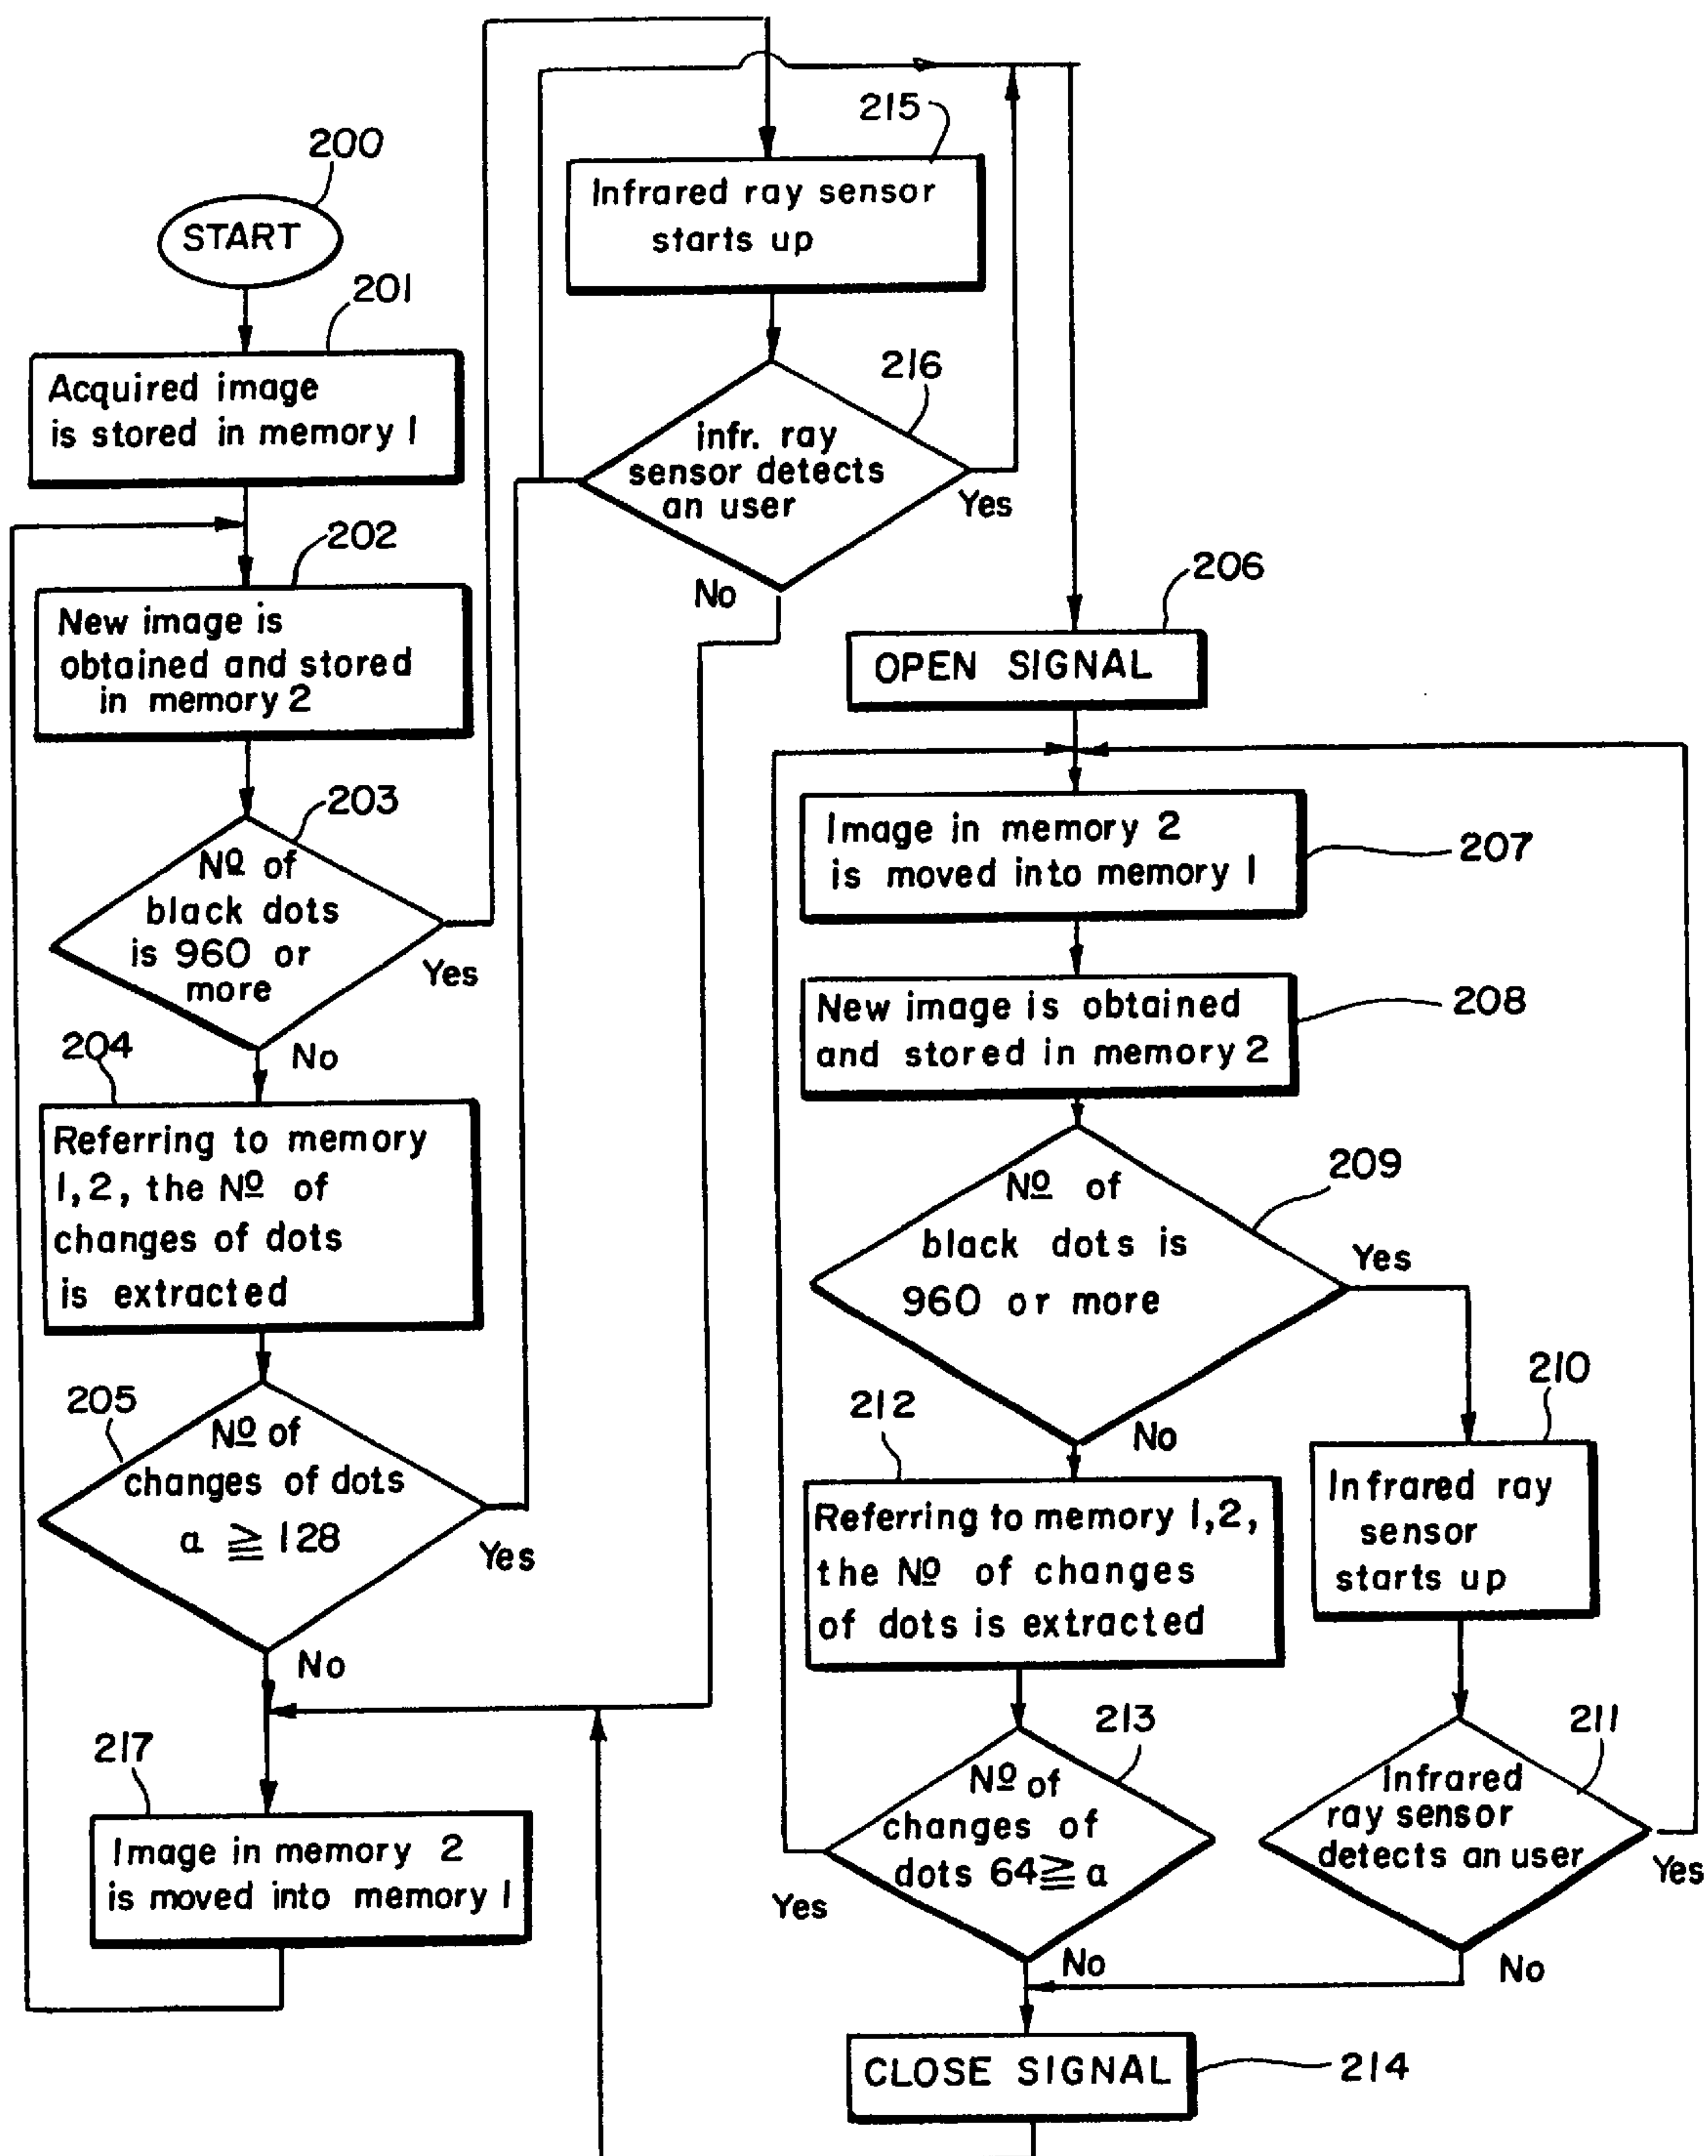 200
START
201
Acquired image
is stored in memory 1
202
New image is
obtained and stored
in memory 2
203
Nº of
black dots
is 960 or
more
Yes
No
204
Referring to memory
1,2, the Nº of
changes of dots
is extracted
205
Nº of
changes of dots
a ≧ 128
Yes
No
217
Image in memory 2
is moved into memory 1
215
Infrared ray sensor
starts up
216
infr. ray
sensor detects
an user
Yes
No
206
OPEN SIGNAL
207
Image in memory 2
is moved into memory 1
208
New image is obtained
and stored in memory 2
209
Nº of
black dots is
960 or more
Yes
No
210
Infrared ray
sensor
starts up
212
Referring to memory 1,2,
the Nº of changes
of dots is extracted
213
Nº of
changes of
dots 64≧a
Yes
No
211
Infrared
ray sensor
detects an user
Yes
No
CLOSE SIGNAL
214